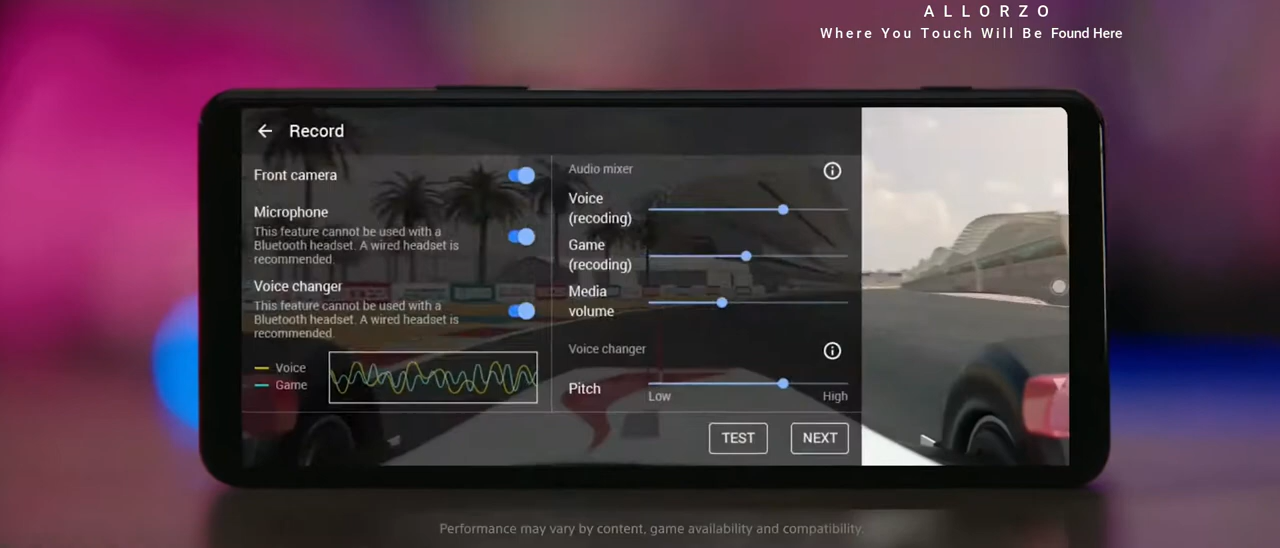 ALLORZO
Where You Touch Will Be Found Here
Record
Front camera
Microphone
This feature cannot be used with a
Bluetooth headset. A wired headset is
recommended.
Voice changer
This feature cannot be used with a
Bluetooth headset. A wired headset is
recommended.
Voice
Game
Audio mixer
Voice
(recoding)
Game
(recoding)
Media
volume
Voice changer
Pitch
Low
High
TEST
NEXT
Performance may vary by content, game availability and compatibility.